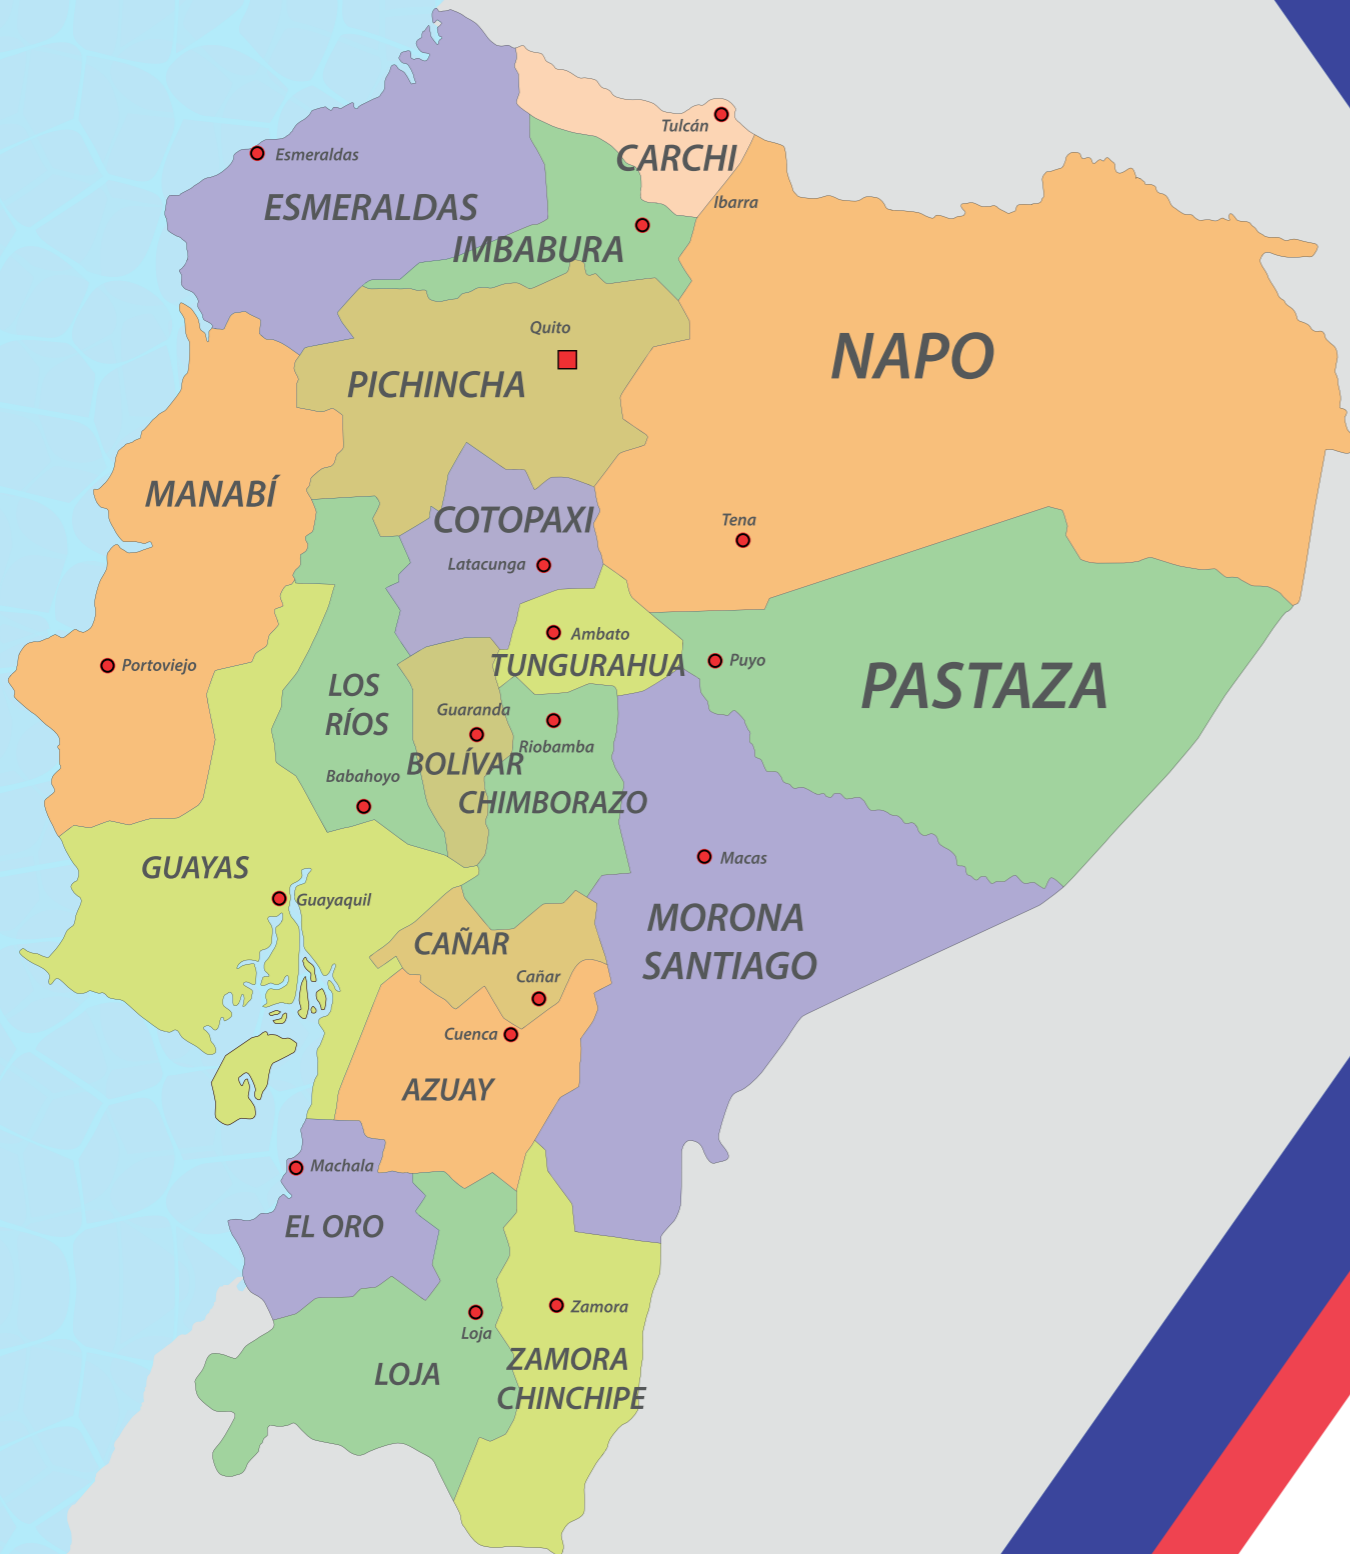 Tulcán
CARCHI
Esmeraldas
ESMERALDAS
Ibarra
IMBABURA
Quito
PICHINCHA
NAPO
MANABÍ
COTOPAXI
Tena
Latacunga
Ambato
TUNGURAHUA
Puyo
PASTAZA
Portoviejo
LOS
RÍOS
Guaranda
Riobamba
BOLÍVAR
Babahoyo
CHIMBORAZO
GUAYAS
Macas
Guayaquil
MORONA
SANTIAGO
CAÑAR
Cañar
Cuenca
AZUAY
Machala
EL ORO
Zamora
Loja
ZAMORA
CHINCHIPE
LOJA